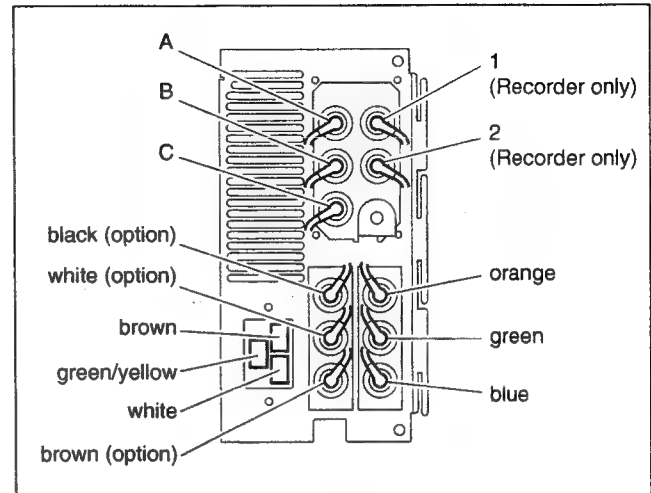 A
B
C
black (option)
white (option)
brown
green/yellow
white
brown (option)
1
(Recorder only)
2
(Recorder only)
orange
green
blue